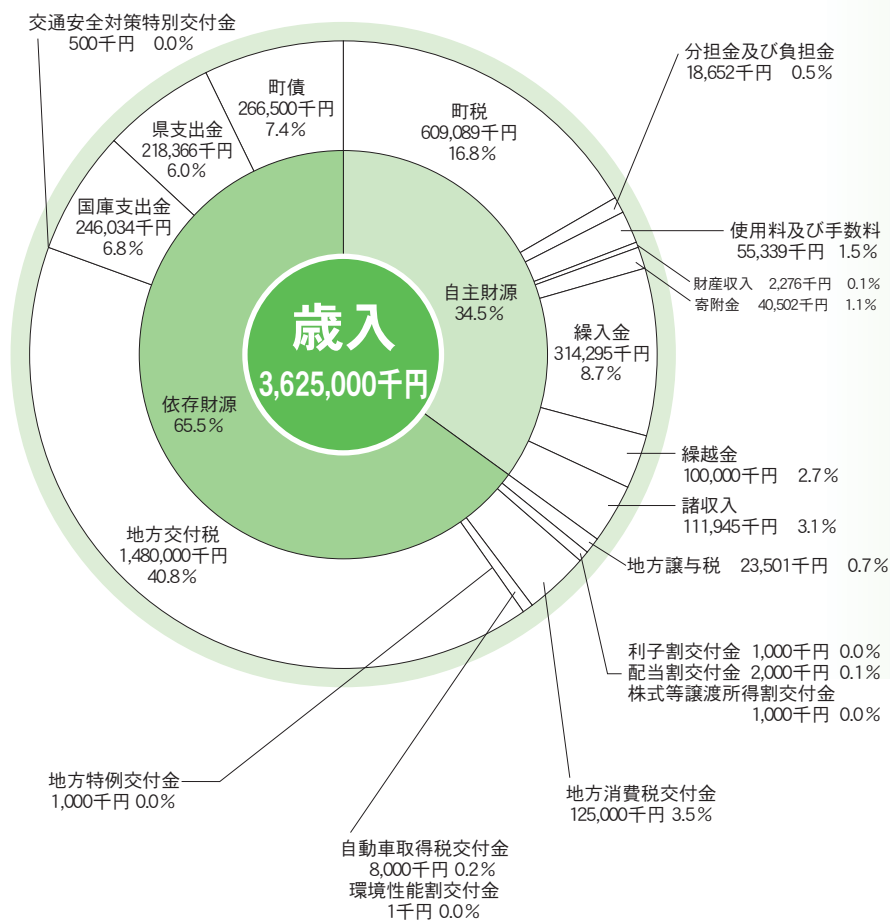 交通安全対策特別交付金
500千円 0.0%
町債
266,500千円
7.4%
県支出金
218,366千円
6.0%
国庫支出金
246,034千円
6.8%
町税
609,089千円
16.8%
分担金及び負担金
18,652千円 0.5%
使用料及び手数料
55,339千円 1.5%
財産収入 2,276千円 0.1%
寄附金 40,502千円 1.1%
自主財源
34.5%
歳入
3,625,000千円
繰入金
314,295千円
8.7%
依存財源
65.5%
繰越金
100,000千円 2.7%
諸収入
111,945千円 3.1%
地方交付税
1,480,000千円
40.8%
地方譲与税 23,501千円 0.7%
利子割交付金 1,000千円 0.0%
配当割交付金 2,000千円 0.1%
株式等譲渡所得割交付金
1,000千円 0.0%
地方特例交付金
1,000千円 0.0%
地方消費税交付金
125,000千円 3.5%
自動車取得税交付金
8,000千円 0.2%
環境性能割交付金
1千円 0.0%